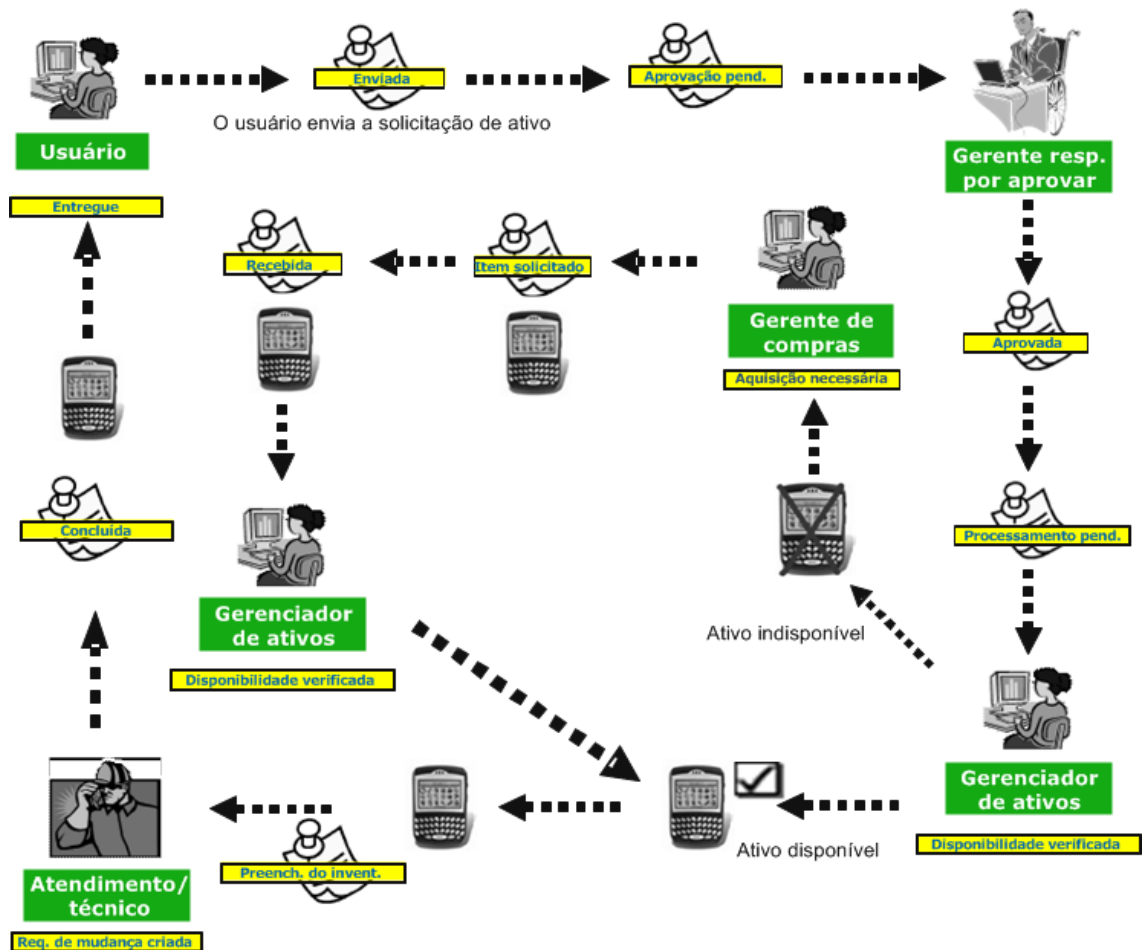 Enviada
Aprovação pend.
O usuário envia a solicitação de ativo
Usuário
Gerente resp.
por aprovar
Entregue
Recebida
Item solicitado
Gerente de
compras
Aquisição necessária
Aprovada
Concluída
Processamento pend.
Gerenciador
de ativos
Disponibilidade verificada
Ativo indisponível
Gerenciador
de ativos
Disponibilidade verificada
Ativo disponível
Preench. do invent.
Atendimento/
técnico
Req. de mudança criada